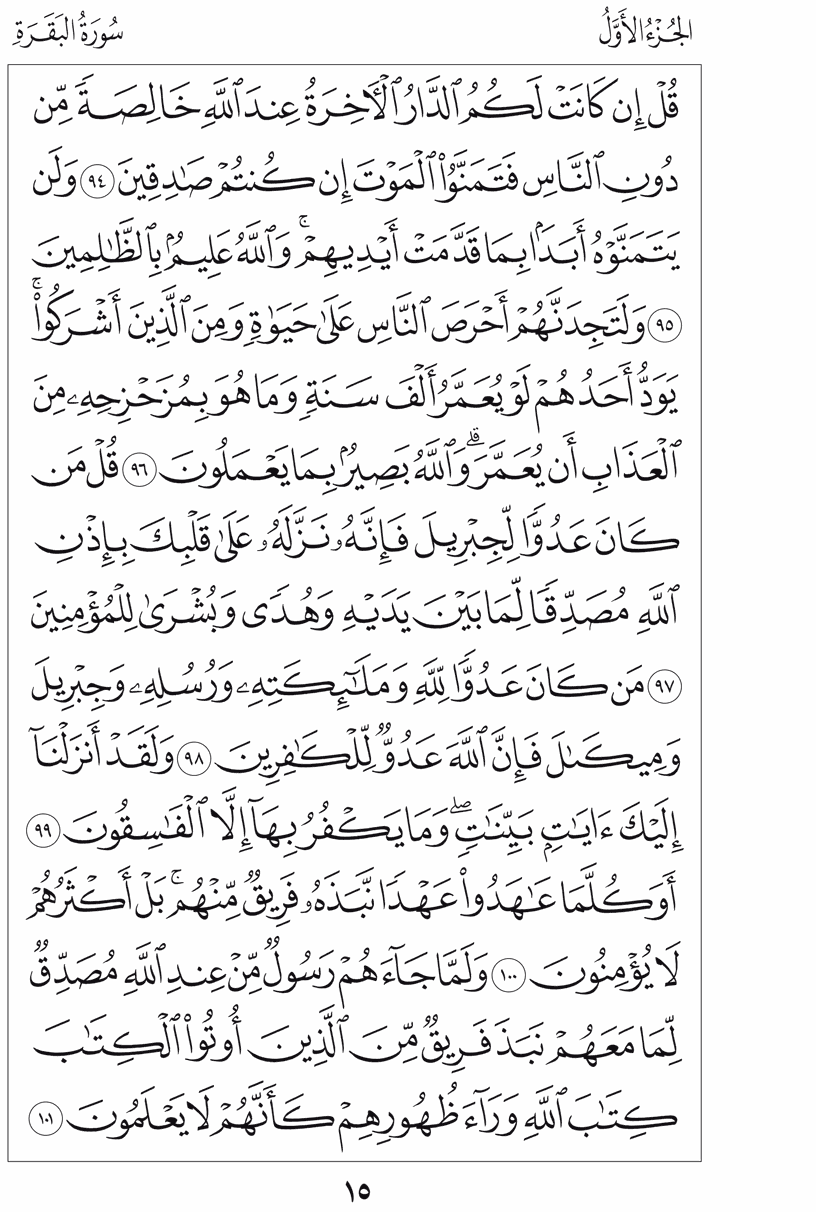 الجُزْءُ الأَوَّلُ
سُورَةُ البَقَرَةِ
قُلْ إِن كَانَتْ لَكُمُ ٱلدَّارُ ٱلْأٓخِرَةُ عِندَ ٱللَّهِ خَالِصَةً مِّن
دُونِ ٱلنَّاسِ فَتَمَنَّوُا۟ ٱلْمَوْتَ إِن كُنتُمْ صَٰدِقِينَ ٩٤ وَلَن
يَتَمَنَّوْهُ أَبَدَۢا بِمَا قَدَّمَتْ أَيْدِيهِمْ ۚ وَٱللَّهُ عَلِيمُۢ بِٱلظَّٰلِمِينَ
٩٥ وَلَتَجِدَنَّهُمْ أَحْرَصَ ٱلنَّاسِ عَلَىٰ حَيَوٰةٍ وَمِنَ ٱلَّذِينَ أَشْرَكُوا۟ ۚ
يَوَدُّ أَحَدُهُمْ لَوْ يُعَمَّرُ أَلْفَ سَنَةٍ وَمَا هُوَ بِمُزَحْزِحِهِۦ مِنَ
ٱلْعَذَابِ أَن يُعَمَّرَ ۗ وَٱللَّهُ بَصِيرُۢ بِمَا يَعْمَلُونَ ٩٦ قُلْ مَن
كَانَ عَدُوًّا لِّجِبْرِيلَ فَإِنَّهُۥ نَزَّلَهُۥ عَلَىٰ قَلْبِكَ بِإِذْنِ
ٱللَّهِ مُصَدِّقًا لِّمَا بَيْنَ يَدَيْهِ وَهُدًى وَبُشْرَىٰ لِلْمُؤْمِنِينَ
٩٧ مَن كَانَ عَدُوًّا لِّلَّهِ وَمَلَٰٓئِكَتِهِۦ وَرُسُلِهِۦ وَجِبْرِيلَ
وَمِيكَىٰلَ فَإِنَّ ٱللَّهَ عَدُوٌّ لِّلْكَٰفِرِينَ ٩٨ وَلَقَدْ أَنزَلْنَآ
إِلَيْكَ ءَايَٰتٍۭ بَيِّنَٰتٍ ۖ وَمَا يَكْفُرُ بِهَآ إِلَّا ٱلْفَٰسِقُونَ ٩٩
أَوَكُلَّمَا عَٰهَدُوا۟ عَهْدًا نَّبَذَهُۥ فَرِيقٌ مِّنْهُم ۚ بَلْ أَكْثَرُهُمْ
لَا يُؤْمِنُونَ ١٠٠ وَلَمَّا جَآءَهُمْ رَسُولٌ مِّنْ عِندِ ٱللَّهِ مُصَدِّقٌ
لِّمَا مَعَهُمْ نَبَذَ فَرِيقٌ مِّنَ ٱلَّذِينَ أُوتُوا۟ ٱلْكِتَٰبَ
كِتَٰبَ ٱللَّهِ وَرَآءَ ظُهُورِهِمْ كَأَنَّهُمْ لَا يَعْلَمُونَ ١٠١
١٥